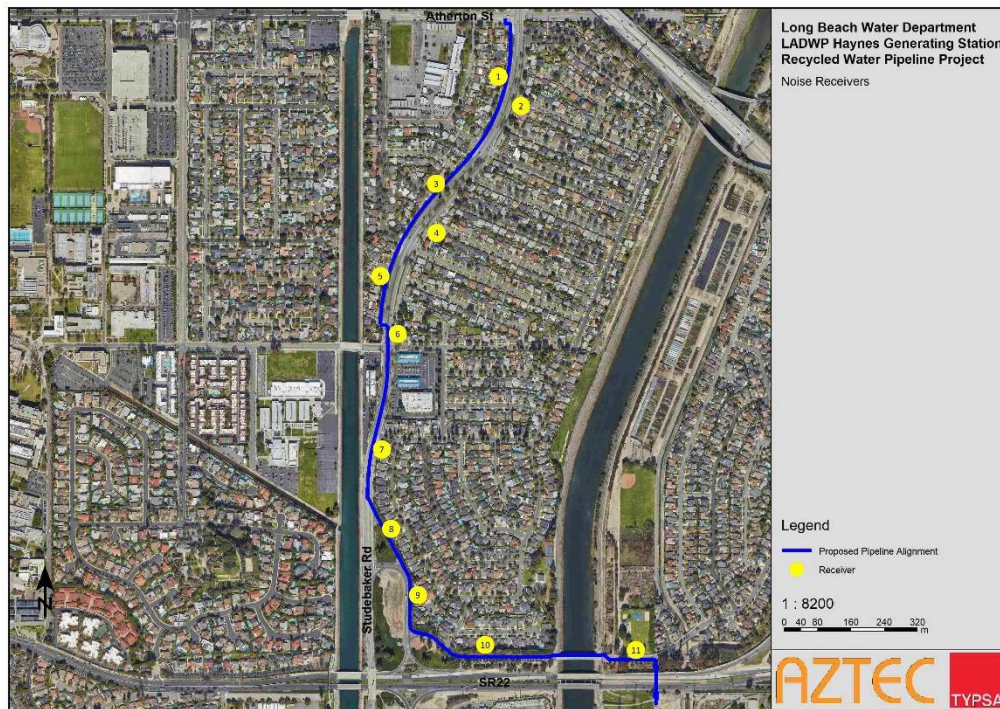 Atherton St
1
2
3
4
5
6
7
8
9
10
11
Studebaker Rd
SR22
N
Long Beach Water Department
LADWP Haynes Generating Station
Recycled Water Pipeline Project
Noise Receivers
Legend
Proposed Pipeline Alignment
Receiver
1 : 8200
0 40 80 160 240 320
m
AZTEC
TYPSA